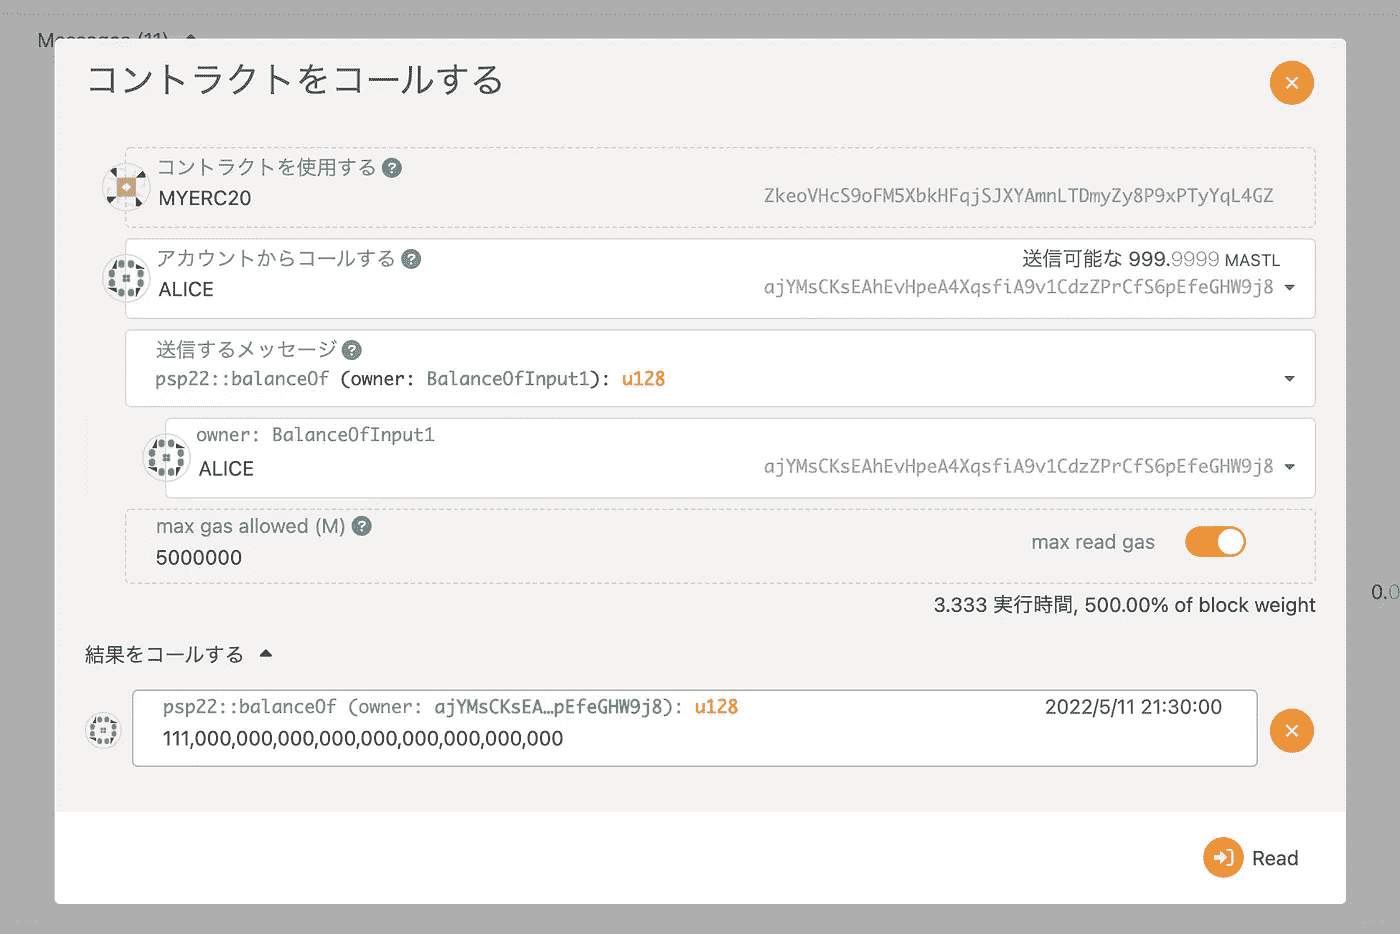 Messages (11)
コントラクトをコールする
コントラクトを使用する ?
MYERC20
ZkeoVHcS9oFM5XbkHFqjSJXYAmnLTDmyZy8P9xPTyYqL4GZ
アカウントからコールする ?
送信可能な 999.9999 MASTL
ALICE
ajYMsCKsEAhEvHpeA4XqsfiA9v1CdzZPrCfS6pEfeGHW9j8
送信するメッセージ ?
psp22::balanceOf (owner: BalanceOfInput1): u128
owner: BalanceOfInput1
ALICE
ajYMsCKsEAhEvHpeA4XqsfiA9v1CdzZPrCfS6pEfeGHW9j8
max gas allowed (M) ?
5000000
max read gas
0.0
3.333 実行時間, 500.00% of block weight
結果をコールする
psp22::balanceOf (owner: ajYMsCKsEA…pEfeGHW9j8): u128
2022/5/11 21:30:00
111,000,000,000,000,000,000,000,000,000
Read